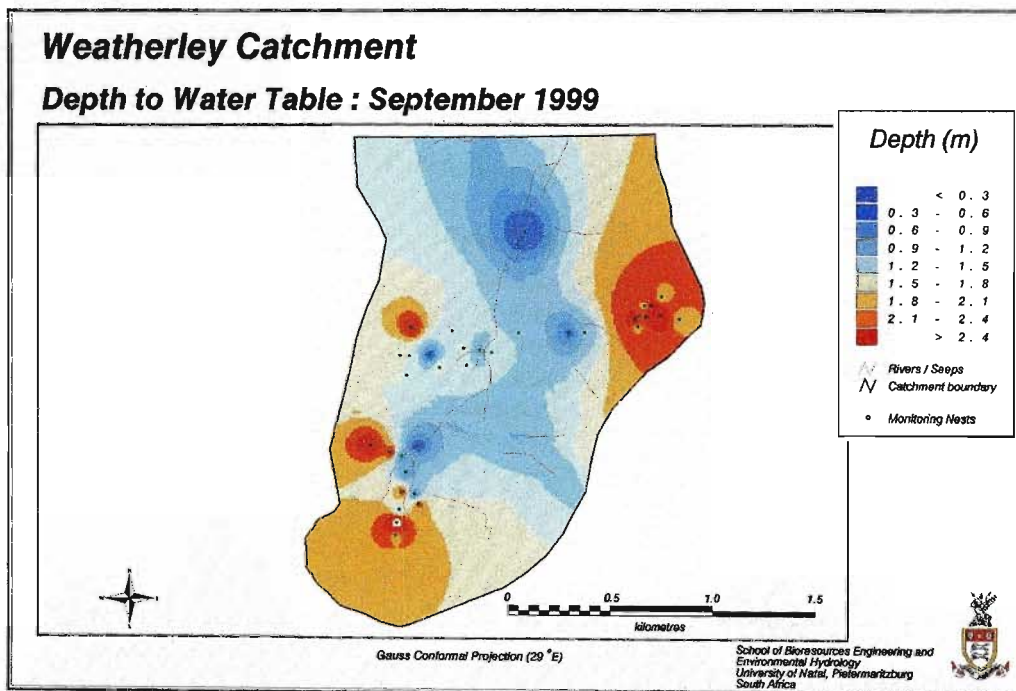 Weatherley Catchment
Depth to Water Table : September 1999
Depth (m)
< 0.3
0.3 - 0.6
0.6 - 0.9
0.9 - 1.2
1.2 - 1.5
1.5 - 1.8
1.8 - 2.1
2.1 - 2.4
> 2.4
Rivers / Seeps
Catchment boundary
Monitoring Nests
0 0.5 1.0 1.5
kilometres
Gauss Conformal Projection (29 °E)
School of Bioresources Engineering and
Environmental Hydrology
University of Natal, Pietermaritzburg
South Africa